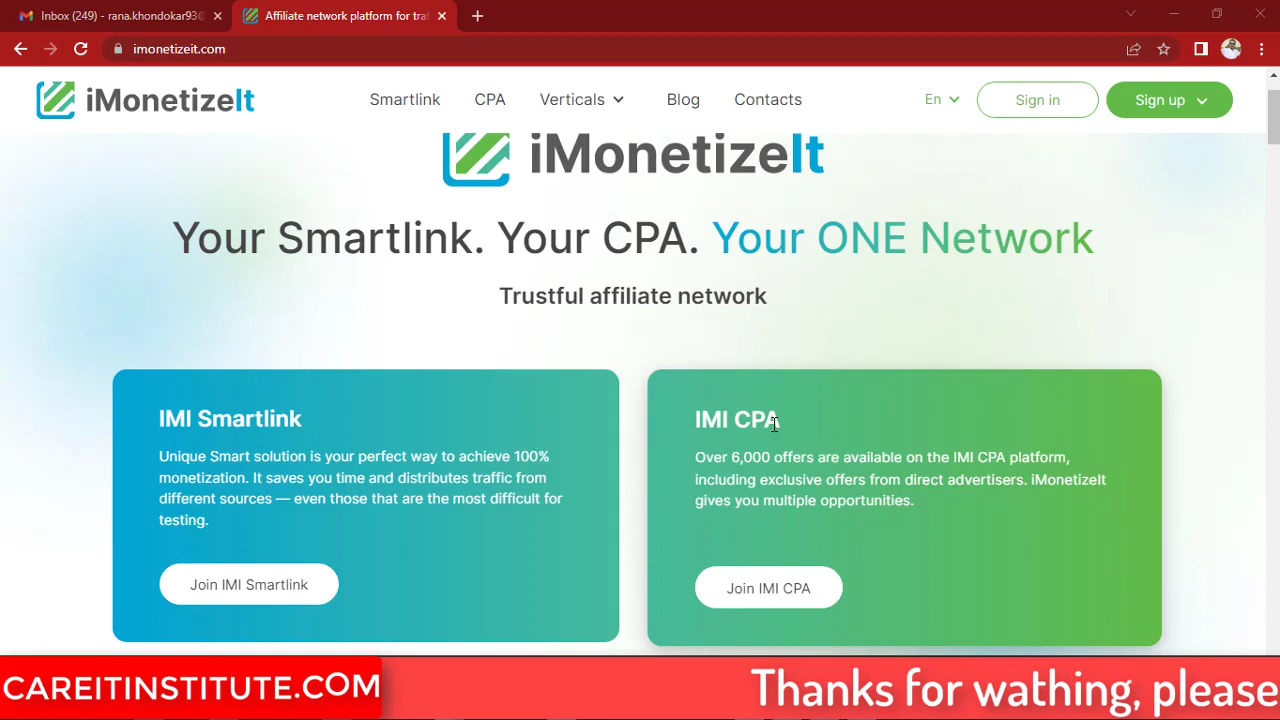 Inbox (249) - rana.khondokar93@
Affiliate network platform for tra
imonetizeit.com
iMonetizeIt
Smartlink
CPA
Verticals
Blog
Contacts
En
Sign in
Sign up
iMonetizeIt
Your Smartlink. Your CPA. Your ONE Network
Trustful affiliate network
IMI Smartlink
Unique Smart solution is your perfect way to achieve 100%
monetization. It saves you time and distributes traffic from
different sources — even those that are the most difficult for
testing.
Join IMI Smartlink
IMI CPA
Over 6,000 offers are available on the IMI CPA platform,
including exclusive offers from direct advertisers. iMonetizeIt
gives you multiple opportunities.
Join IMI CPA
CAREITINSTITUTE.COM
Thanks for wathing, please